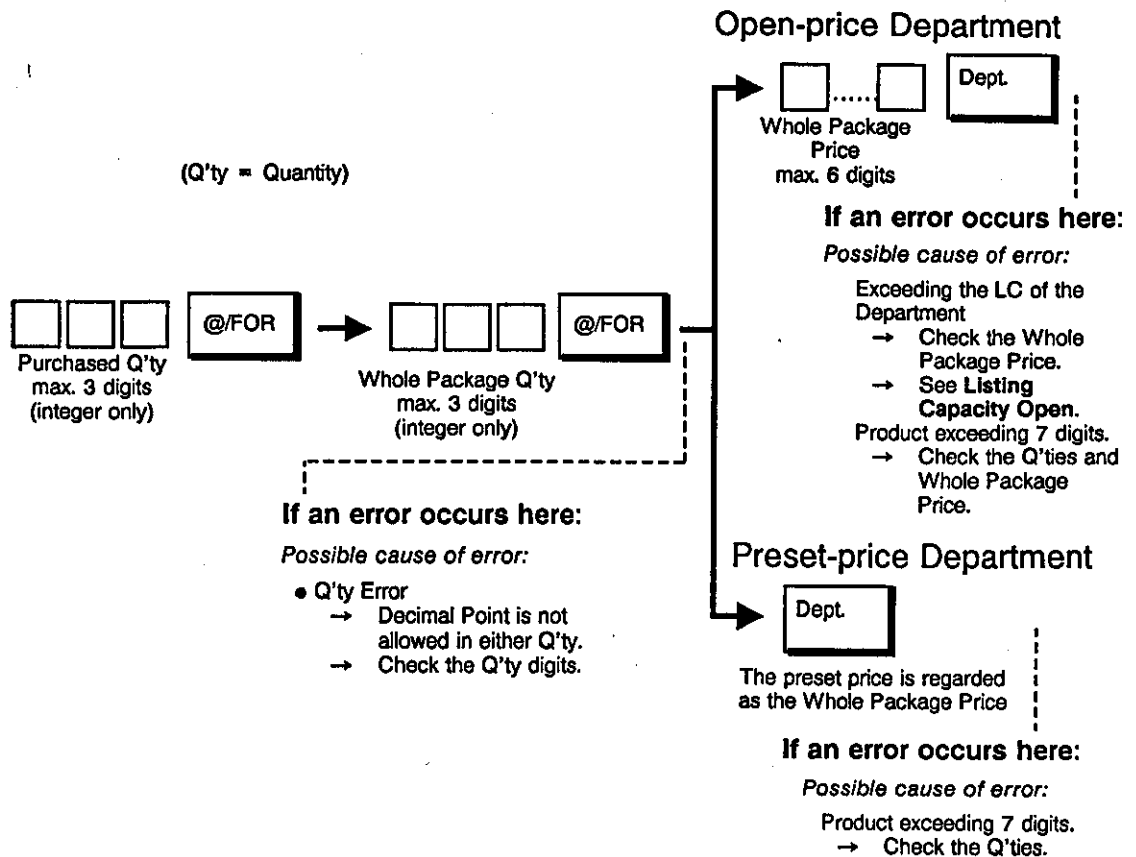 Open-price Department
Dept.
Whole Package
Price
max. 6 digits
(Q'ty = Quantity)
If an error occurs here:
Possible cause of error:
Exceeding the LC of the
Department
→ Check the Whole
Package Price.
→ See Listing
Capacity Open.
Product exceeding 7 digits.
→ Check the Q'ties and
Whole Package
Price.
@/FOR
Purchased Q'ty
max. 3 digits
(integer only)
@/FOR
Whole Package Q'ty
max. 3 digits
(integer only)
If an error occurs here:
Possible cause of error:
• Q'ty Error
→ Decimal Point is not
allowed in either Q'ty.
→ Check the Q'ty digits.
Preset-price Department
Dept.
The preset price is regarded
as the Whole Package Price
If an error occurs here:
Possible cause of error:
Product exceeding 7 digits.
→ Check the Q'ties.